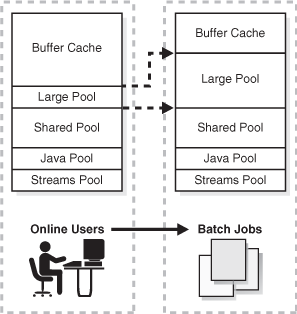 Buffer Cache
Large Pool
Shared Pool
Java Pool
Streams Pool
Online Users
Buffer Cache
Large Pool
Shared Pool
Java Pool
Streams Pool
Batch Jobs